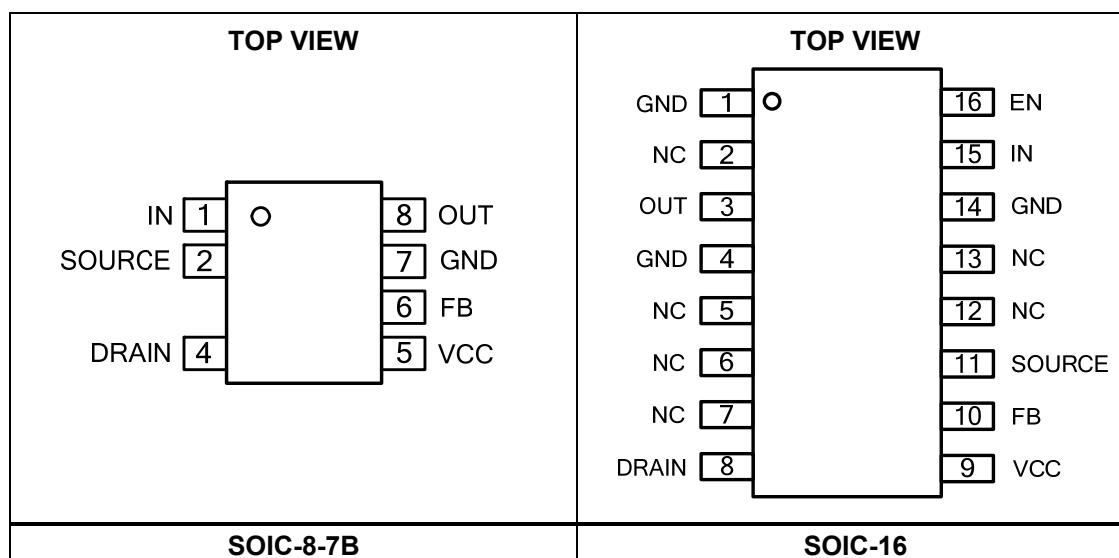 TOP VIEW
IN 1 8 OUT
SOURCE 2 7 GND
6 FB
DRAIN 4 5 VCC
SOIC-8-7B
TOP VIEW
GND 1 16 EN
NC 2 15 IN
OUT 3 14 GND
GND 4 13 NC
NC 5 12 NC
NC 6 11 SOURCE
NC 7 10 FB
DRAIN 8 9 VCC
SOIC-16